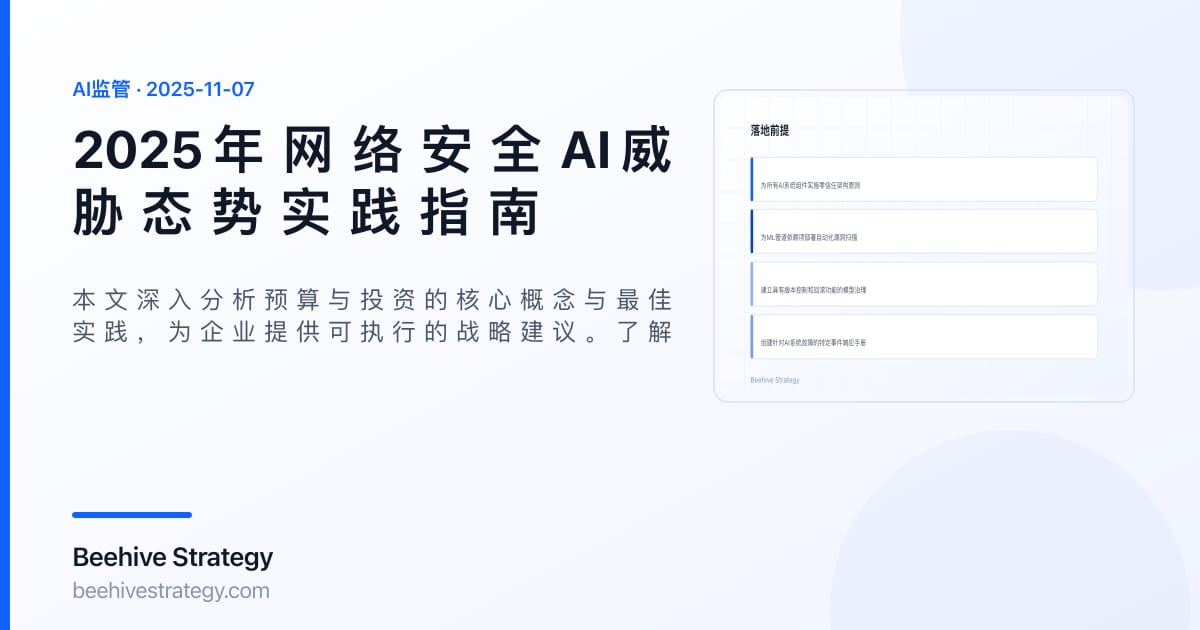 AI监管 · 2025-11-07
2025年网络安全AI威
胁态势实践指南
本文深入分析预算与投资的核心概念与最佳
实践，为企业提供可执行的战略建议。了解
Beehive Strategy
beehivestrategy.com
落地前提
为所有AI系统组件实施零信任架构原则
为ML管道依赖项部署自动化漏洞扫描
建立具有版本控制和回滚功能的模型治理
创建针对AI系统故障的特定事件响应手册
Beehive Strategy